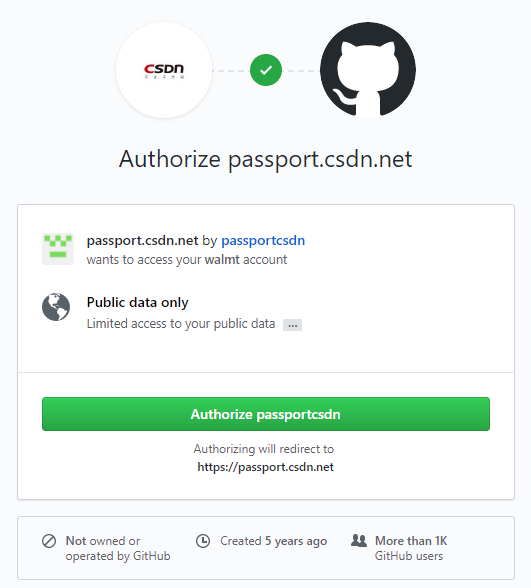 CSDN
Authorize passport.csdn.net
passport.csdn.net by passportcsdn
wants to access your walmt account
Public data only
Limited access to your public data ...
Authorize passportcsdn
Authorizing will redirect to
https://passport.csdn.net
Not owned or
operated by GitHub
Created 5 years ago
More than 1K
GitHub users